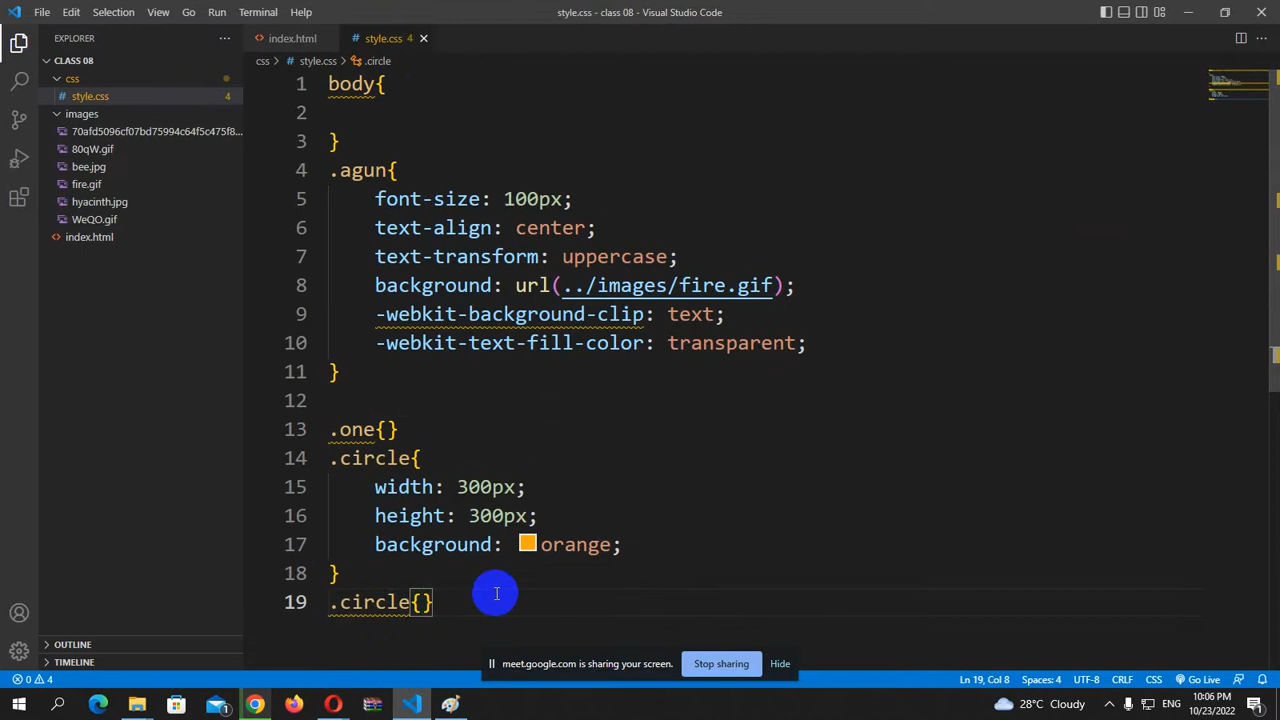 File Edit Selection View Go Run Terminal Help
style.css - class 08 - Visual Studio Code
EXPLORER
CLASS 08
css
# style.css 4
images
70afd5096cf07bd75994c64f5c475f8...
80qW.gif
bee.jpg
fire.gif
hyacinth.jpg
WeQO.gif
<> index.html
OUTLINE
TIMELINE
<> index.html
# style.css 4
css > # style.css > .circle
1 body{
2
3 }
4 .agun{
5 font-size: 100px;
6 text-align: center;
7 text-transform: uppercase;
8 background: url(../images/fire.gif);
9 -webkit-background-clip: text;
10 -webkit-text-fill-color: transparent;
11 }
12
13 .one{}
14 .circle{
15 width: 300px;
16 height: 300px;
17 background: orange;
18 }
19 .circle{}
meet.google.com is sharing your screen. Stop sharing Hide
0 4
Ln 19, Col 8 Spaces: 4 UTF-8 CRLF CSS Go Live
28°C Cloudy ENG
10:06 PM
10/23/2022